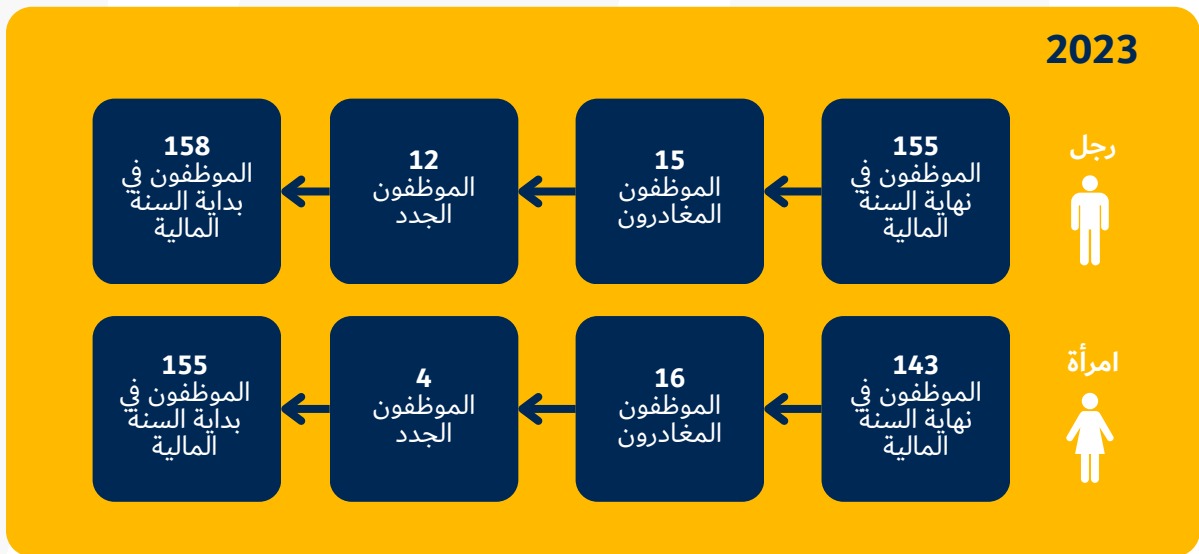 2023
رجل
155
الموظفون في
نهاية السنة
المالية
15
الموظفون
المغادرون
12
الموظفون
الجدد
158
الموظفون في
بداية السنة
المالية
امرأة
143
الموظفون في
نهاية السنة
المالية
16
الموظفون
المغادرون
4
الموظفون
الجدد
155
الموظفون في
بداية السنة
المالية